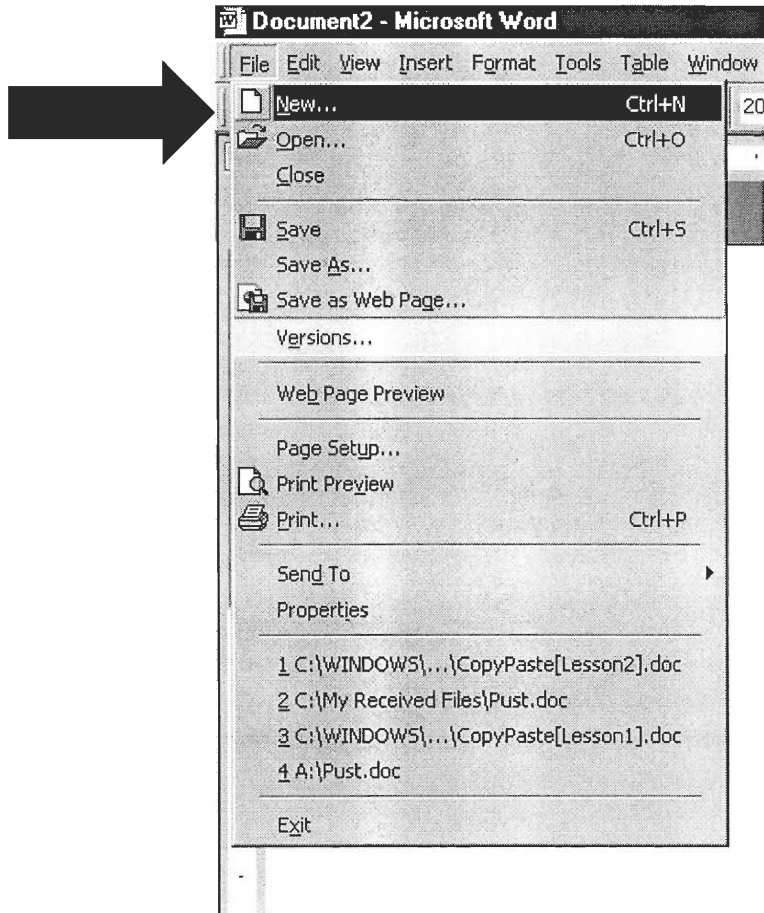 Document2 - Microsoft Word
File Edit View Insert Format Tools Table Window
New... Ctrl+N 20
Open... Ctrl+O
Close
Save Ctrl+S
Save As...
Save as Web Page...
Versions...
Web Page Preview
Page Setup...
Print Preview
Print... Ctrl+P
Send To
Properties
1 C:\WINDOWS\...\CopyPaste[Lesson2].doc
2 C:\My Received Files\Pust.doc
3 C:\WINDOWS\...\CopyPaste[Lesson1].doc
4 A:\Pust.doc
Exit